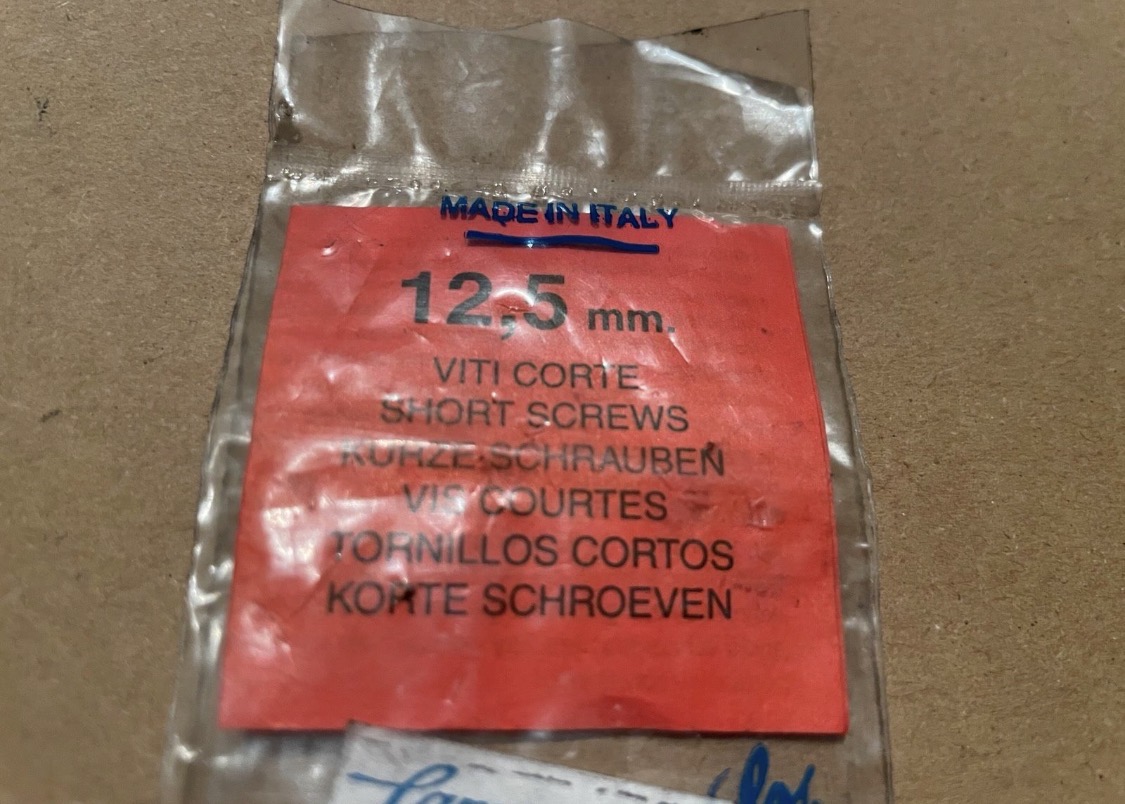 MADE IN ITALY
12,5 mm.
VITI CORTE
SHORT SCREWS
KURZE SCHRAUBEN
VIS COURTES
TORNILLOS CORTOS
KORTE SCHROEVEN